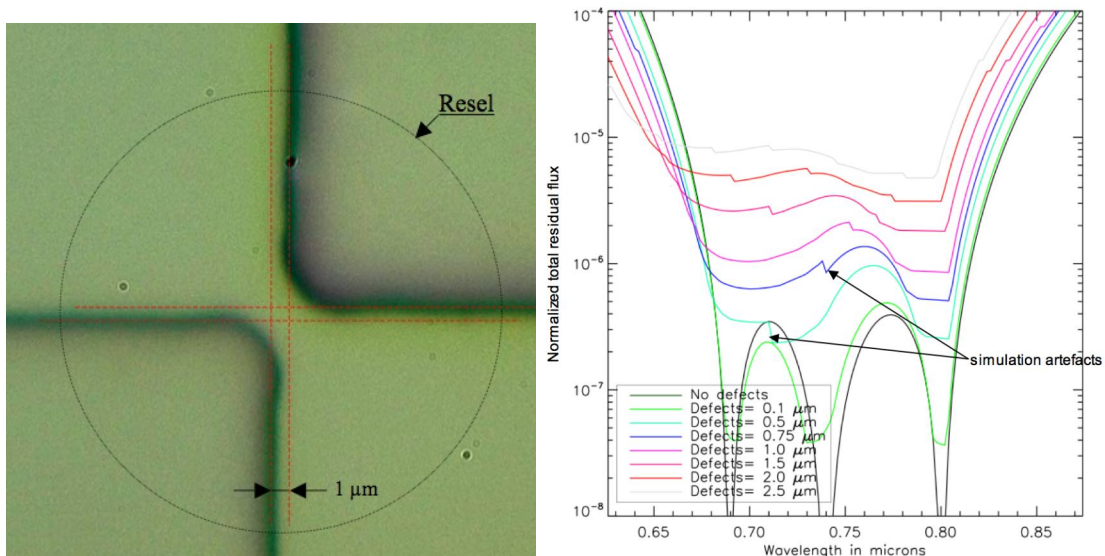 Resel
1 μm
Normalized total residual flux
10⁻⁴
10⁻⁵
10⁻⁶
10⁻⁷
10⁻⁸
simulation artefacts
No defects
Defects= 0.1 μm
Defects= 0.5 μm
Defects= 0.75 μm
Defects= 1.0 μm
Defects= 1.5 μm
Defects= 2.0 μm
Defects= 2.5 μm
0.65 0.70 0.75 0.80 0.85
Wavelength in microns